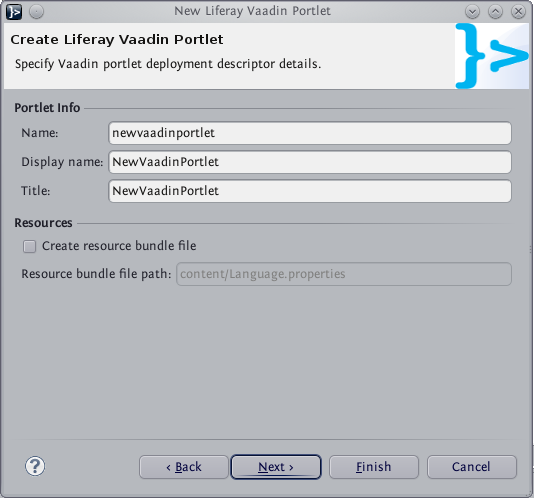 New Liferay Vaadin Portlet
Create Liferay Vaadin Portlet
Specify Vaadin portlet deployment descriptor details.
Portlet Info
Name: newvaadinportlet
Display name: NewVaadinPortlet
Title: NewVaadinPortlet
Resources
Create resource bundle file
Resource bundle file path: content/Language.properties
? ‹ Back Next › Finish Cancel